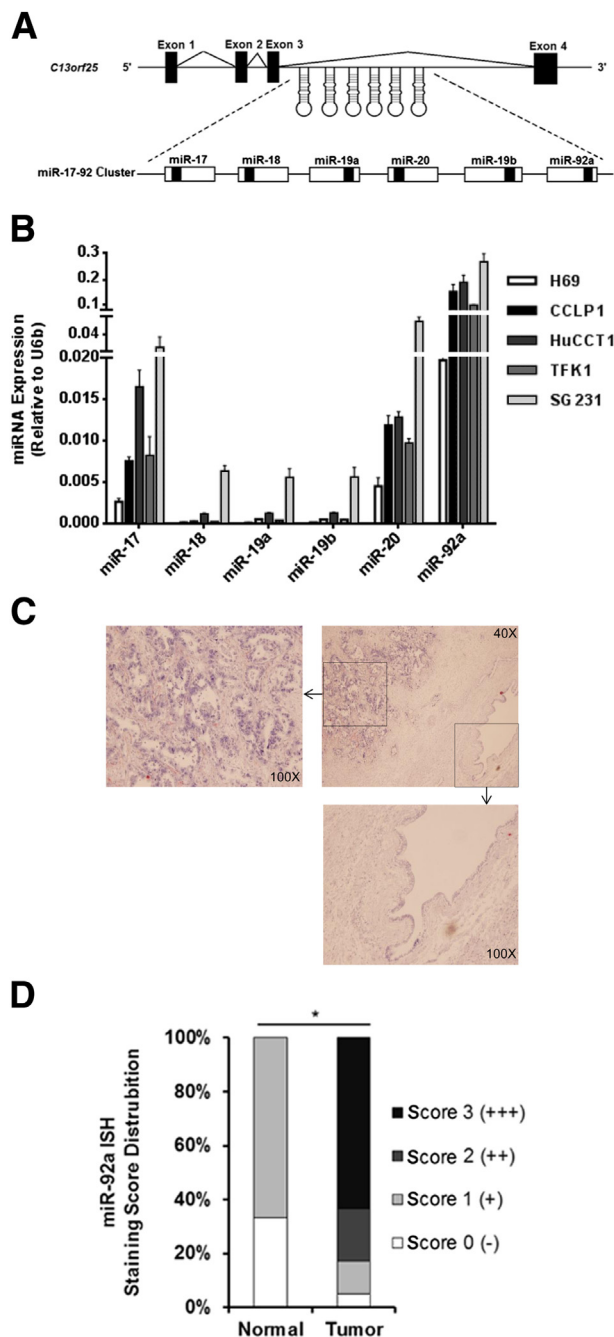 A
Exon 1 Exon 2 Exon 3 Exon 4
C13orf25 5' 3'
miR-17 miR-18 miR-19a miR-20 miR-19b miR-92a
miR-17-92 Cluster
B
miRNA Expression
(Relative to U6b)
0.3
0.2
0.1
0.04
0.020
0.015
0.010
0.005
0.000
miR-17 miR-18 miR-19a miR-19b miR-20 miR-92a
H69
CCLP1
HuCCT1
TFK1
SG231
C
40X
100X
100X
D
miR-92a ISH
Staining Score Distrubition
100%
80%
60%
40%
20%
0%
*
Normal Tumor
Score 3 (+++)
Score 2 (++)
Score 1 (+)
Score 0 (-)